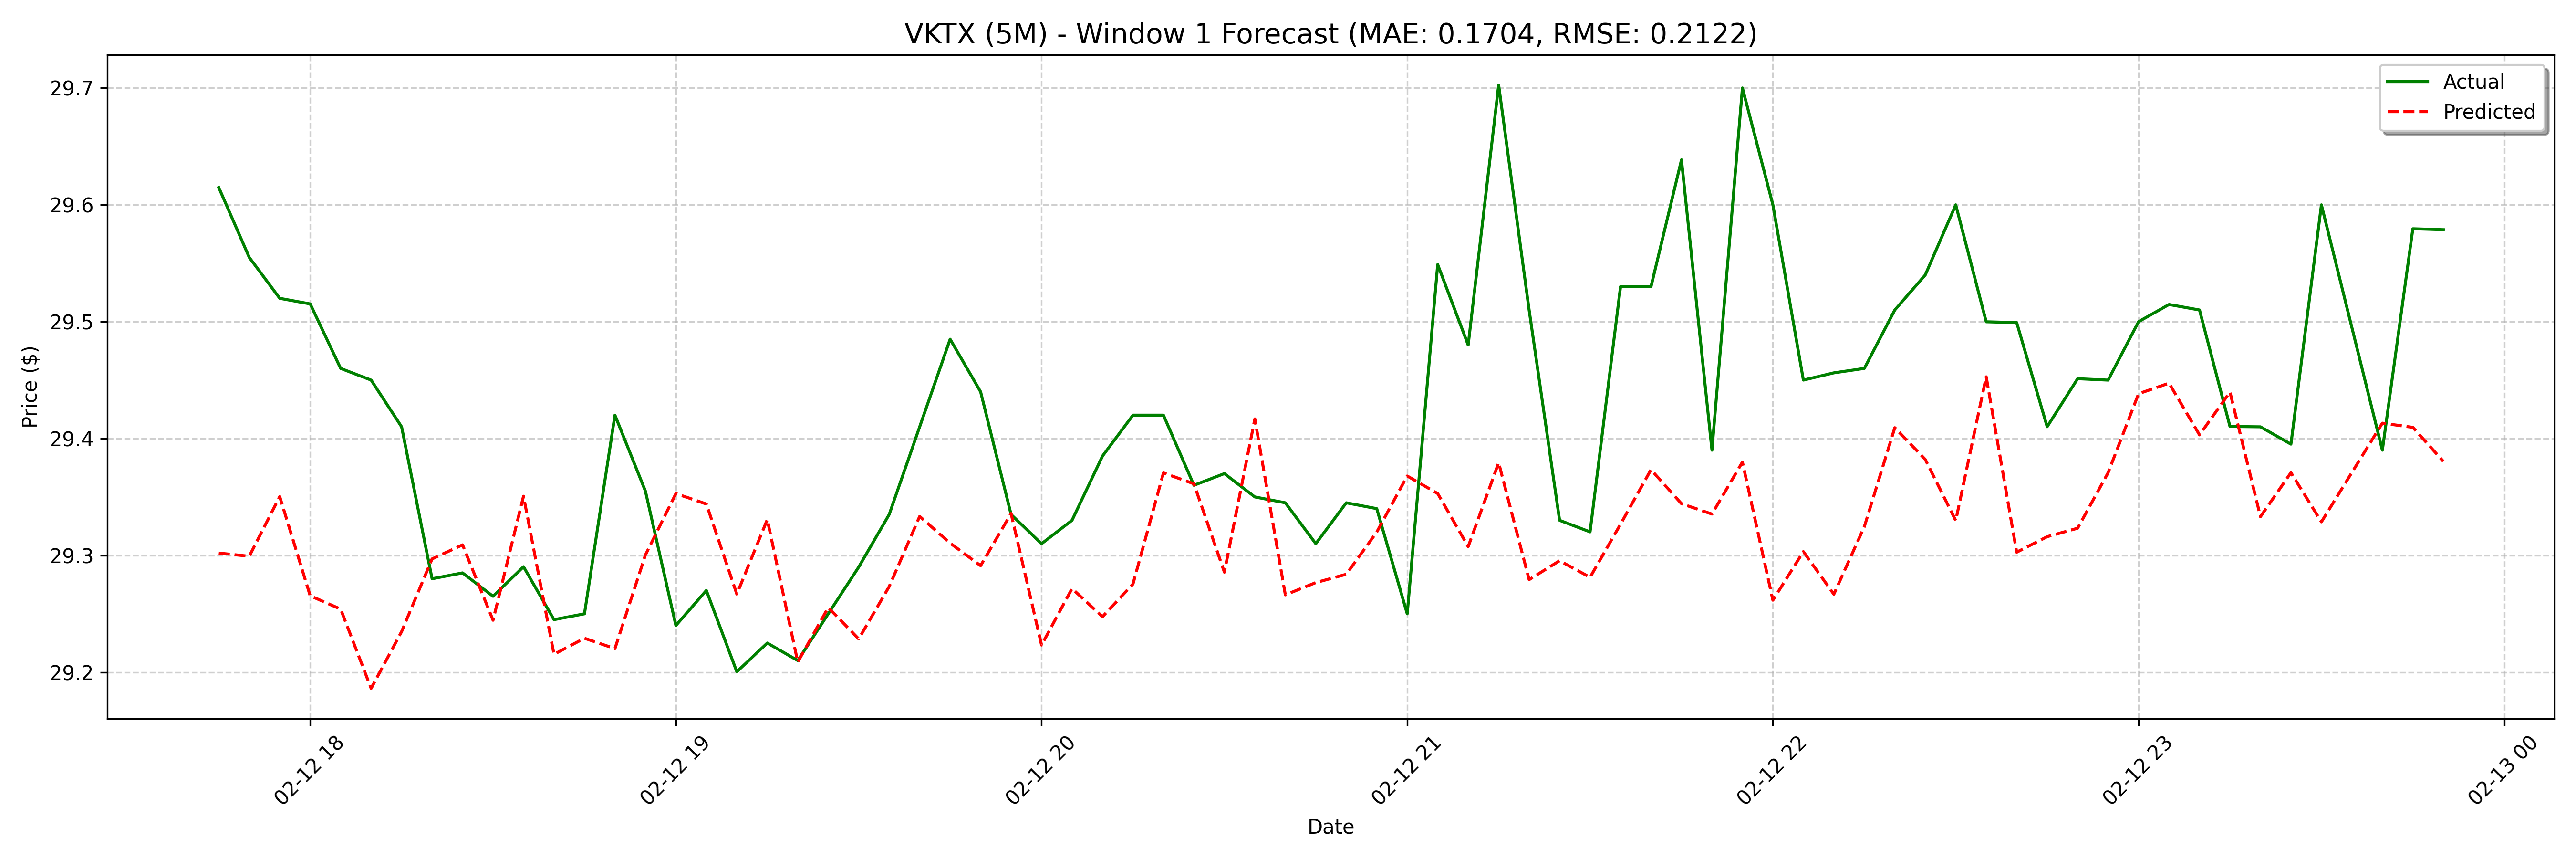 VKTX (5M) - Window 1 Forecast (MAE: 0.1704, RMSE: 0.2122)
Actual
Predicted
Price ($)
29.7
29.6
29.5
29.4
29.3
29.2
02-12 18
02-12 19
02-12 20
02-12 21
02-12 22
02-12 23
02-13 00
Date